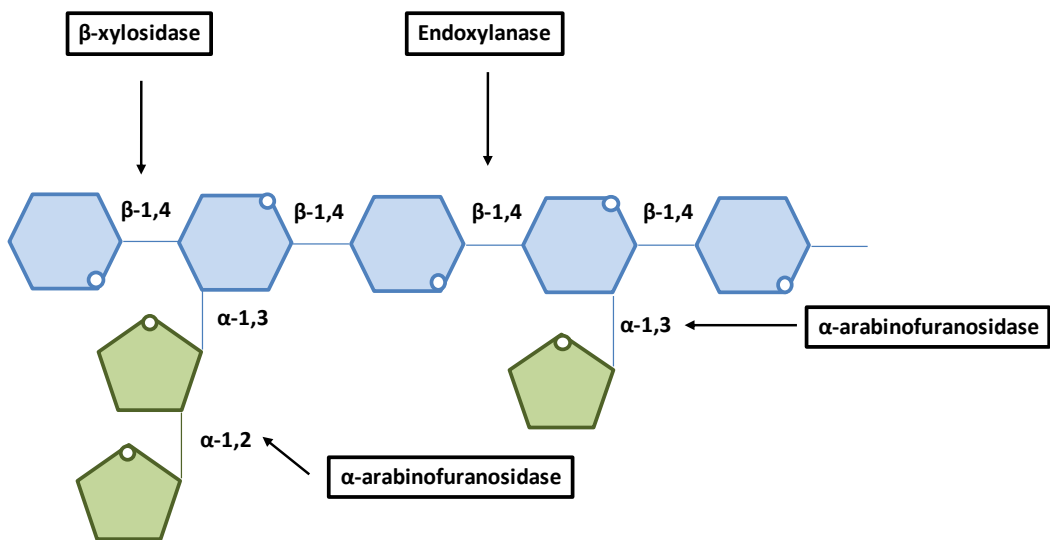 β-xylosidase
Endoxylanase
β-1,4
β-1,4
β-1,4
β-1,4
α-1,3
α-1,3
α-arabinofuranosidase
α-1,2
α-arabinofuranosidase